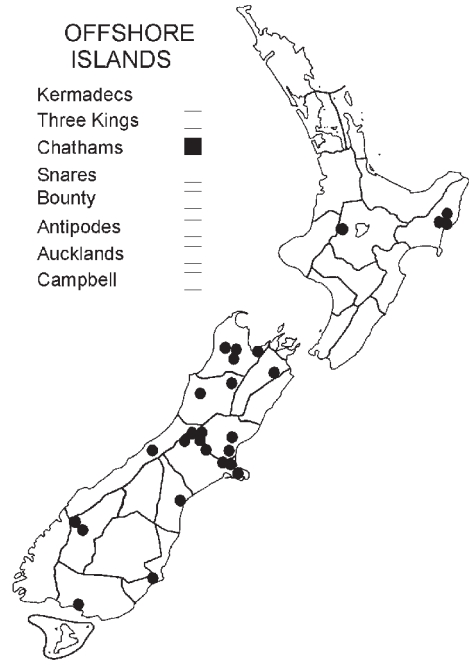 OFFSHORE
ISLANDS
Kermadecs
Three Kings
Chathams
Snares
Bounty
Antipodes
Aucklands
Campbell